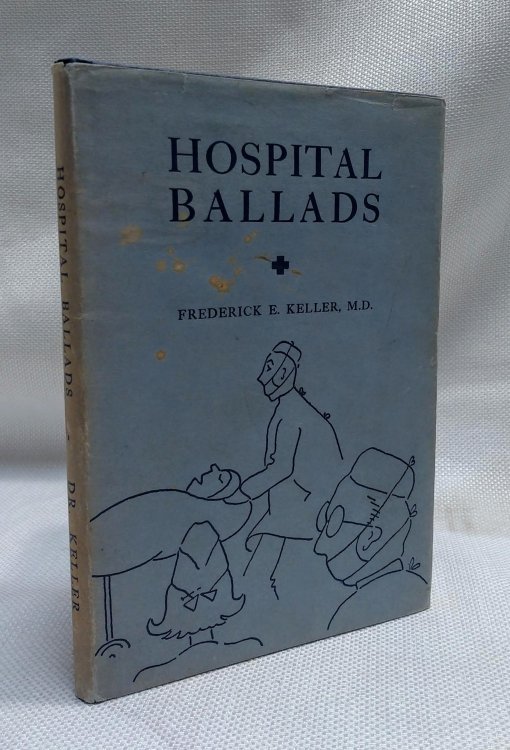 HOSPITAL
BALLADS
FREDERICK E. KELLER, M.D.
HOSPITAL BALLADS - DR KELLER